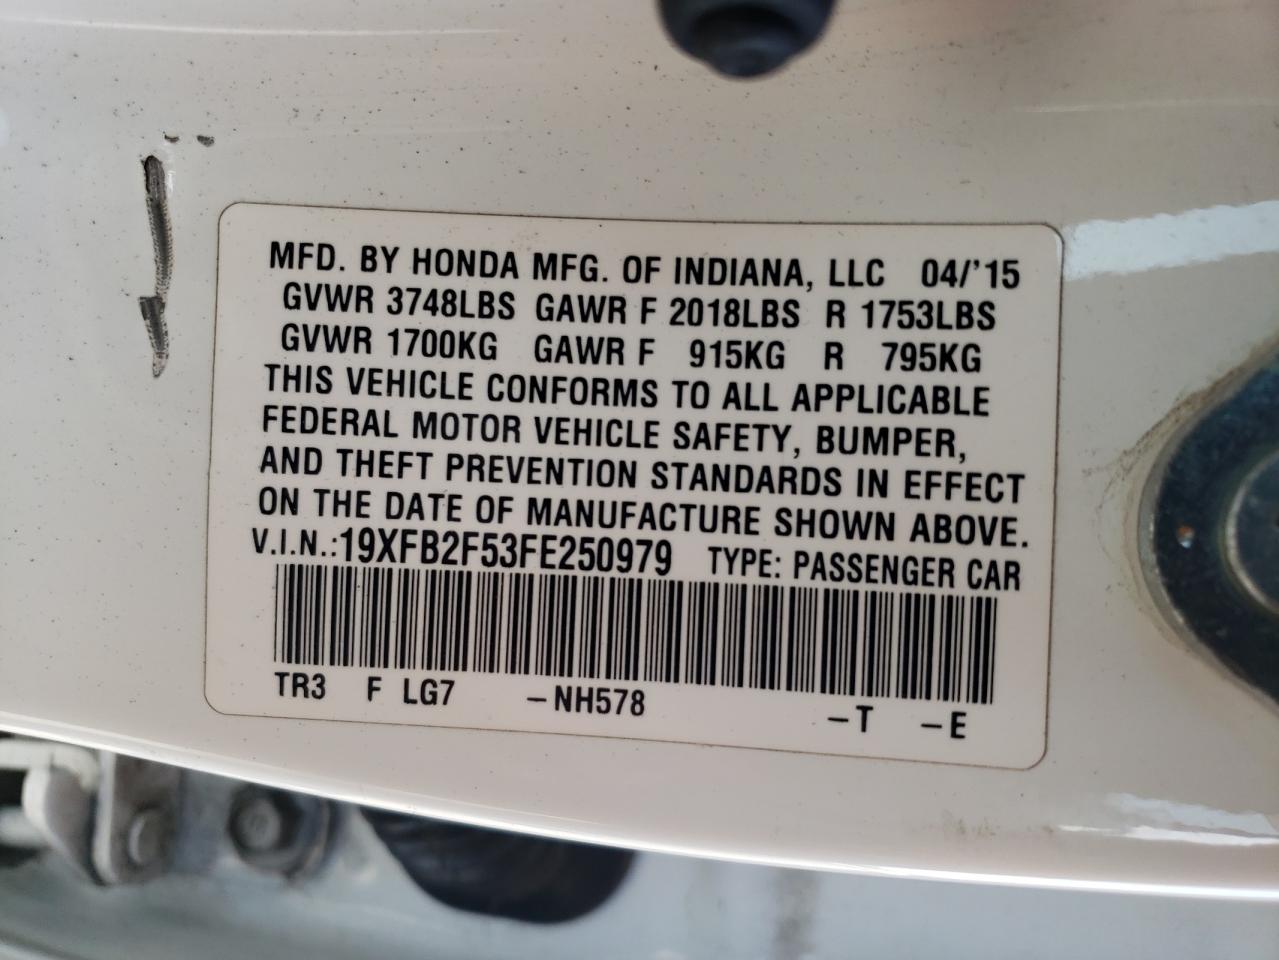 MFD. BY HONDA MFG. OF INDIANA, LLC 04/'15
GVWR 3748LBS GAWR F 2018LBS R 1753LBS
GVWR 1700KG GAWR F 915KG R 795KG
THIS VEHICLE CONFORMS TO ALL APPLICABLE
FEDERAL MOTOR VEHICLE SAFETY, BUMPER,
AND THEFT PREVENTION STANDARDS IN EFFECT
ON THE DATE OF MANUFACTURE SHOWN ABOVE.
V.I.N.:19XFB2F53FE250979 TYPE: PASSENGER CAR
TR3 F LG7 –NH578 –T –E